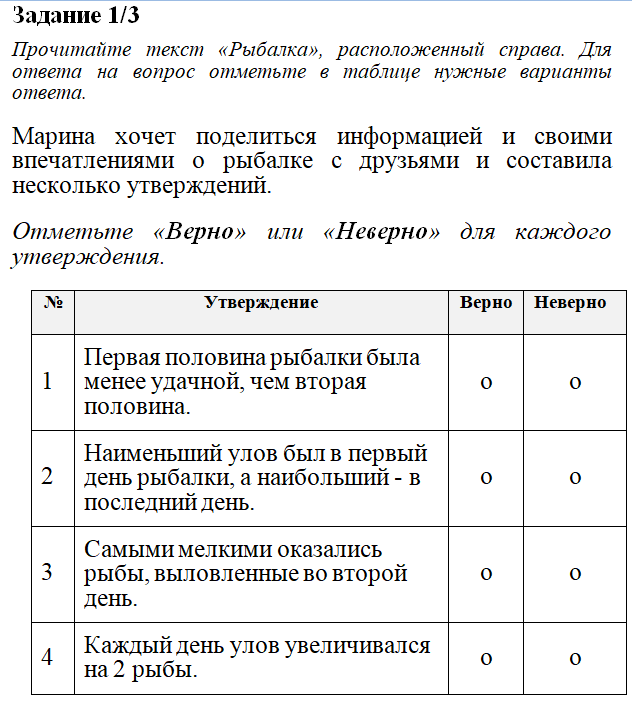 Задание 1/3
Прочитайте текст «Рыбалка», расположенный справа. Для
ответа на вопрос отметьте в таблице нужные варианты
ответа.
Марина хочет поделиться информацией и своими
впечатлениями о рыбалке с друзьями и составила
несколько утверждений.
Отметьте «Верно» или «Неверно» для каждого
утверждения.
№ Утверждение Верно Неверно
Первая половина рыбалки была
1 менее удачной, чем вторая о о
половина.
Наименьший улов был в первый
2 день рыбалки, а наибольший - в о о
последний день.
Самыми мелкими оказались
3 рыбы, выловленные во второй о о
день.
Каждый день улов увеличивался
4 на 2 рыбы. о о